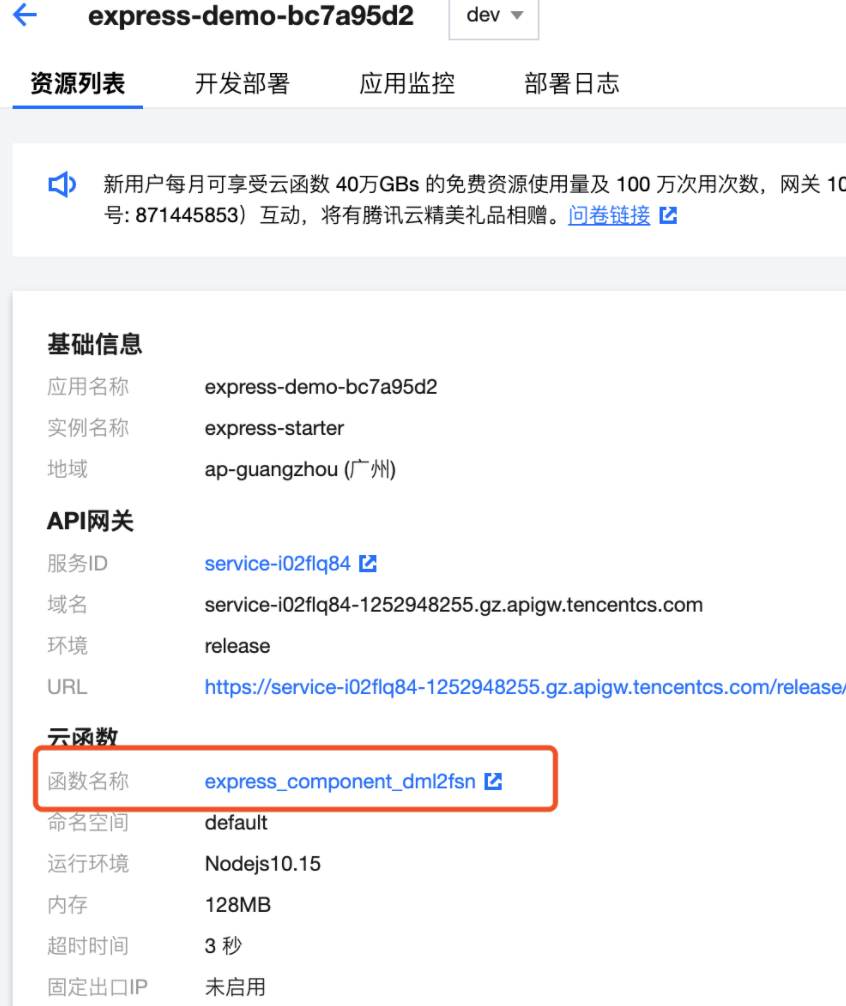 express-demo-bc7a95d2 dev
资源列表 开发部署 应用监控 部署日志
新用户每月可享受云函数 40万GBs 的免费资源使用量及 100 万次用次数，网关 10
号: 871445853）互动，将有腾讯云精美礼品相赠。问卷链接
基础信息
应用名称 express-demo-bc7a95d2
实例名称 express-starter
地域 ap-guangzhou (广州)
API网关
服务ID service-i02flq84
域名 service-i02flq84-1252948255.gz.apigw.tencentcs.com
环境 release
URL https://service-i02flq84-1252948255.gz.apigw.tencentcs.com/release/
云函数
函数名称 express_component_dml2fsn
命名空间 default
运行环境 Nodejs10.15
内存 128MB
超时时间 3 秒
固定出口IP 未启用